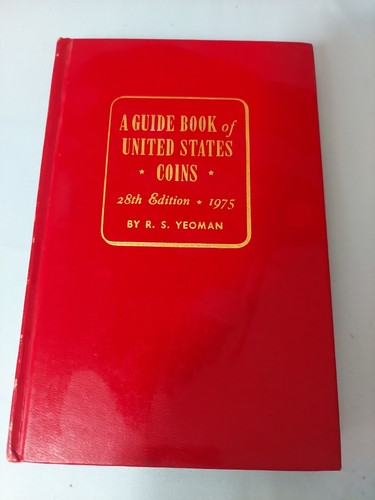 A GUIDE BOOK of
UNITED STATES
★ COINS ★
28th Edition ★ 1975
BY R. S. YEOMAN